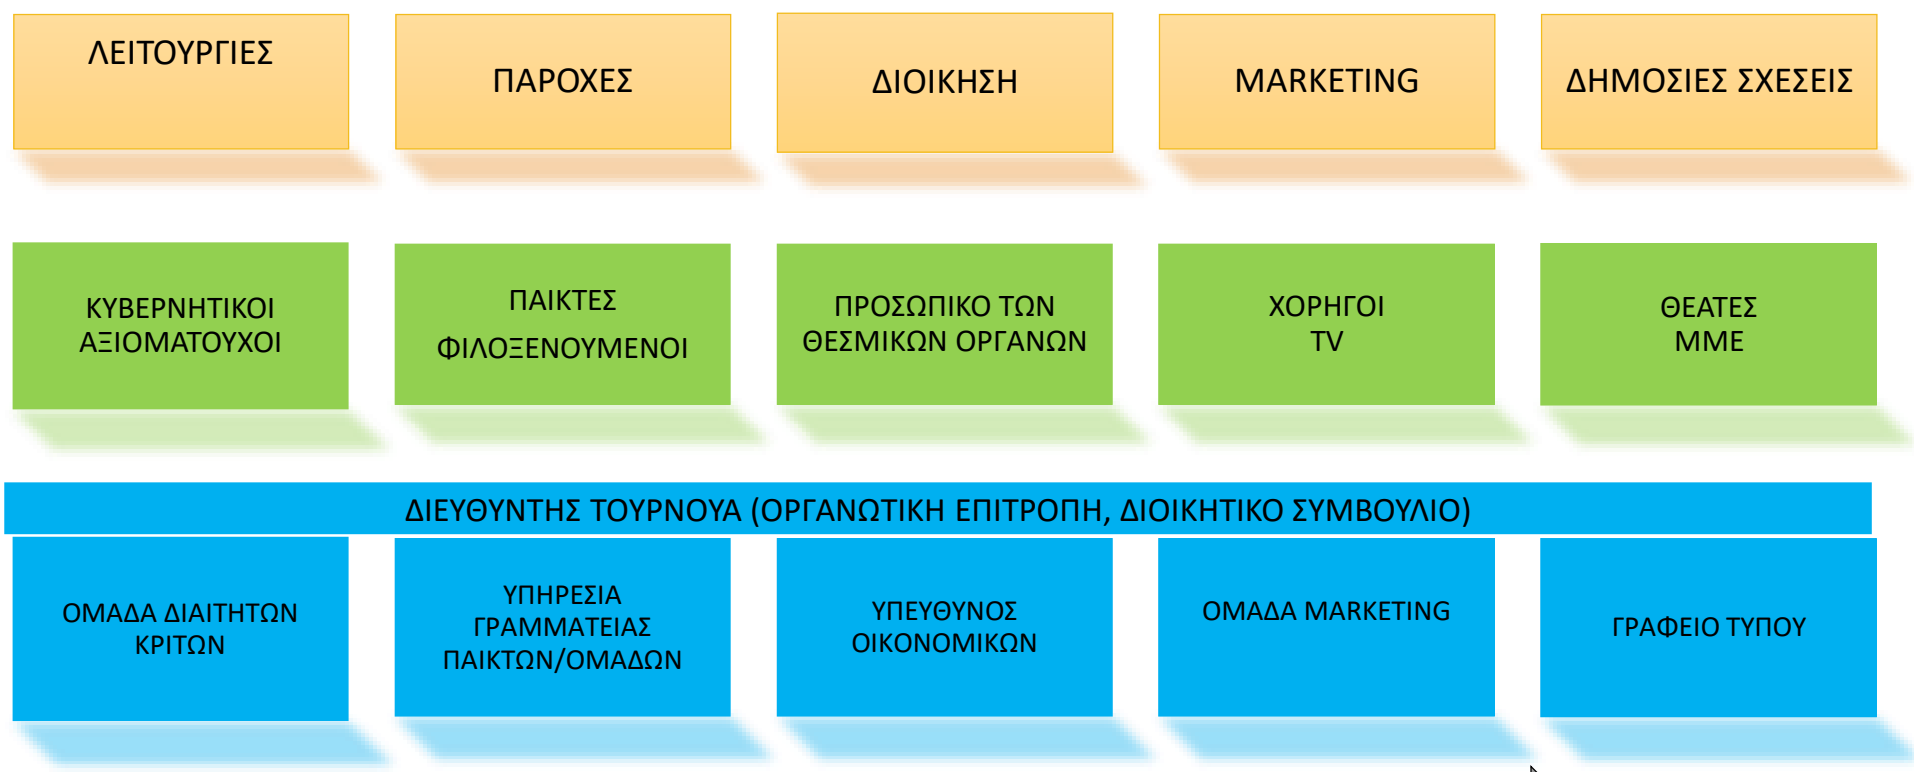 ΛΕΙΤΟΥΡΓΙΕΣ
ΠΑΡΟΧΕΣ
ΔΙΟΙΚΗΣΗ
MARKETING
ΔΗΜΟΣΙΕΣ ΣΧΕΣΕΙΣ
ΚΥΒΕΡΝΗΤΙΚΟΙ
ΑΞΙΟΜΑΤΟΥΧΟΙ
ΠΑΙΚΤΕΣ
ΦΙΛΟΞΕΝΟΥΜΕΝΟΙ
ΠΡΟΣΩΠΙΚΟ ΤΩΝ
ΘΕΣΜΙΚΩΝ ΟΡΓΑΝΩΝ
ΧΟΡΗΓΟΙ
TV
ΘΕΑΤΕΣ
ΜΜΕ
ΔΙΕΥΘΥΝΤΗΣ ΤΟΥΡΝΟΥΑ (ΟΡΓΑΝΩΤΙΚΗ ΕΠΙΤΡΟΠΗ, ΔΙΟΙΚΗΤΙΚΟ ΣΥΜΒΟΥΛΙΟ)
ΟΜΑΔΑ ΔΙΑΙΤΗΤΩΝ
ΚΡΙΤΩΝ
ΥΠΗΡΕΣΙΑ
ΓΡΑΜΜΑΤΕΙΑΣ
ΠΑΙΚΤΩΝ/ΟΜΑΔΩΝ
ΥΠΕΥΘΥΝΟΣ
ΟΙΚΟΝΟΜΙΚΩΝ
ΟΜΑΔΑ MARKETING
ΓΡΑΦΕΙΟ ΤΥΠΟΥ